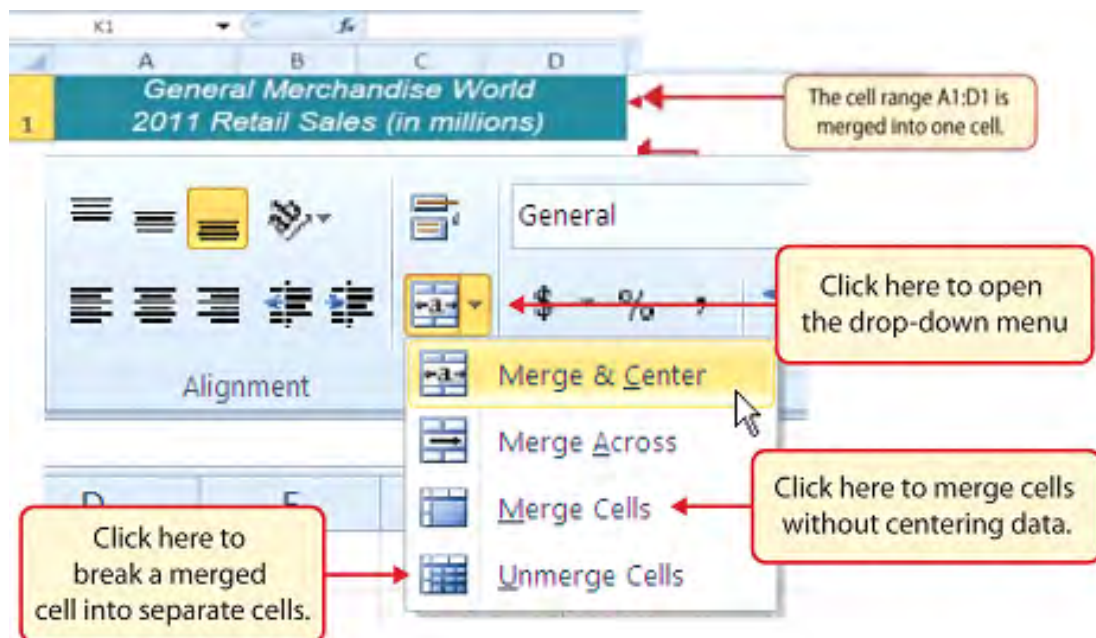 K1 fx
A B C D
General Merchandise World
1 2011 Retail Sales (in millions)
The cell range A1:D1 is
merged into one cell.
General
$ % ,
Click here to open
the drop-down menu
Alignment
Merge & Center
Merge Across
Merge Cells
Unmerge Cells
Click here to merge cells
without centering data.
Click here to
break a merged
cell into separate cells.